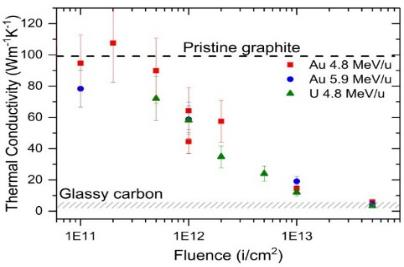 Thermal Conductivity (Wm⁻¹K⁻¹)
120
100
80
60
40
20
0
Pristine graphite
Au 4.8 MeV/u
Au 5.9 MeV/u
U 4.8 MeV/u
Glassy carbon
1E11 1E12 1E13
Fluence (i/cm²)